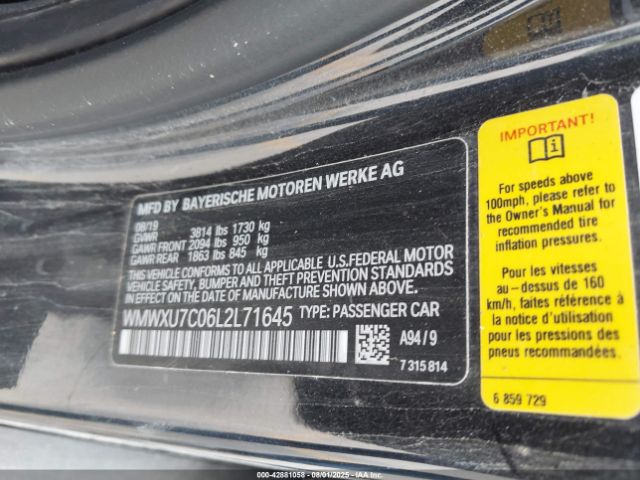 MFD BY BAYERISCHE MOTOREN WERKE AG
08/19
GVWR 3814 lbs 1730 kg
GAWR FRONT 2094 lbs 950 kg
GAWR REAR 1863 lbs 845 kg
THIS VEHICLE CONFORMS TO ALL APPLICABLE U.S.FEDERAL MOTOR
VEHICLE SAFETY, BUMPER AND THEFT PREVENTION STANDARDS
IN EFFECT ON THE DATE OF MANUFACTURE SHOWN ABOVE.
WMWXU7C06L2L71645 TYPE: PASSENGER CAR
A94/9
7 315 814
IMPORTANT!
For speeds above
100mph, please refer to
the Owner's Manual for
recommended tire
inflation pressures.
Pour les vitesses
au-dessus de 160
km/h, faites référence
à la notice d'utilisation
pour les pressions des
pneus recommandées.
6 859 729
000-42881058 - 08/01/2025 - IAAI.COM